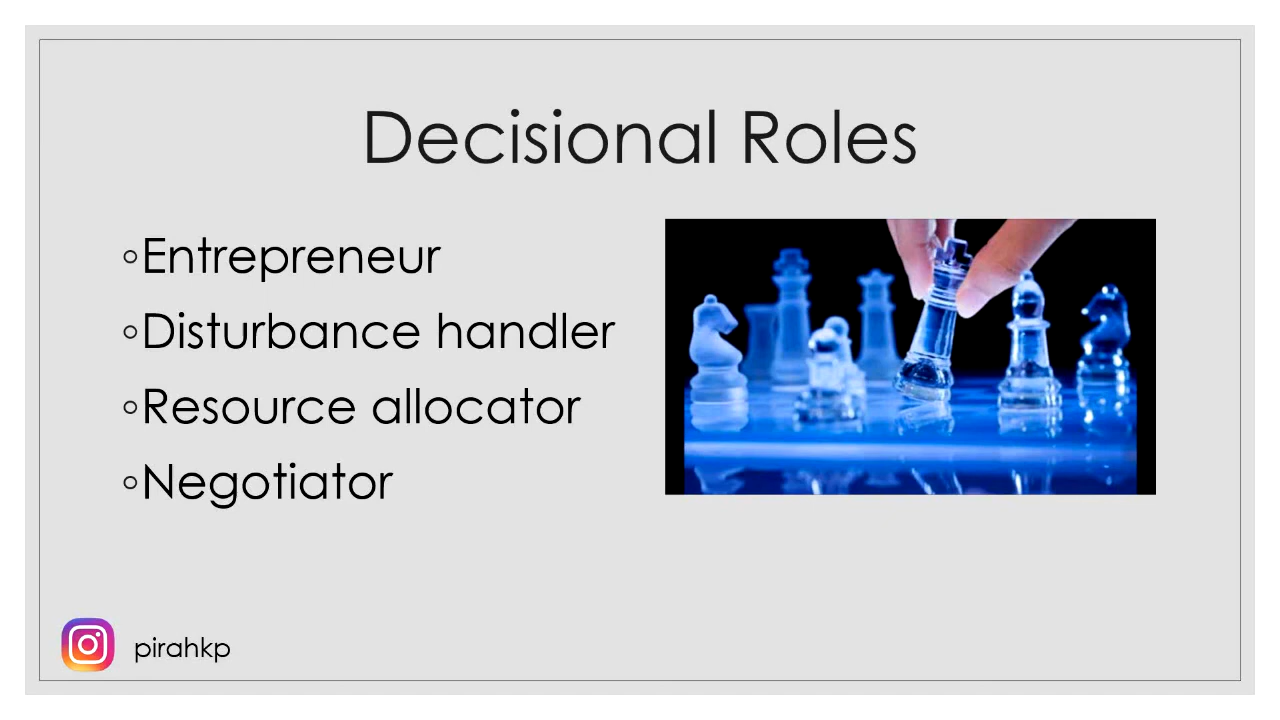 Decisional Roles
◦Entrepreneur
◦Disturbance handler
◦Resource allocator
◦Negotiator
pirahkp